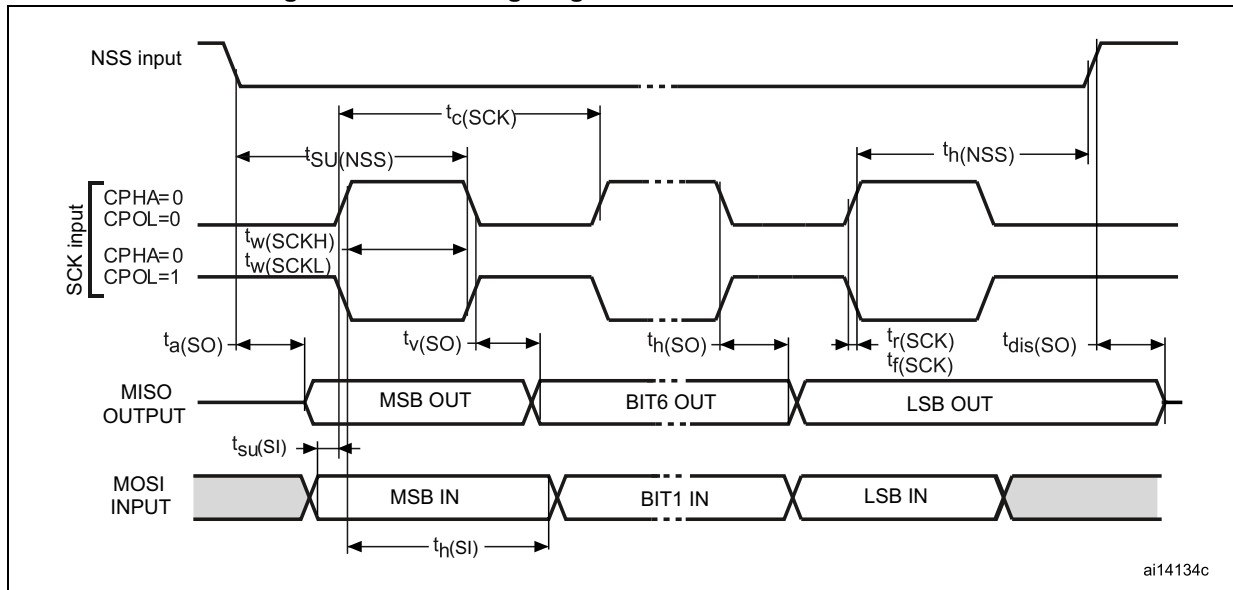 NSS input
tc(SCK)
tSU(NSS)
th(NSS)
SCK input
CPHA=0
CPOL=0
tw(SCKH)
CPHA=0
tw(SCKL)
CPOL=1
ta(SO)
tv(SO)
th(SO)
tr(SCK)
tf(SCK)
tdis(SO)
MISO
OUTPUT
MSB OUT
BIT6 OUT
LSB OUT
tsu(SI)
MOSI
INPUT
MSB IN
BIT1 IN
LSB IN
th(SI)
ai14134c